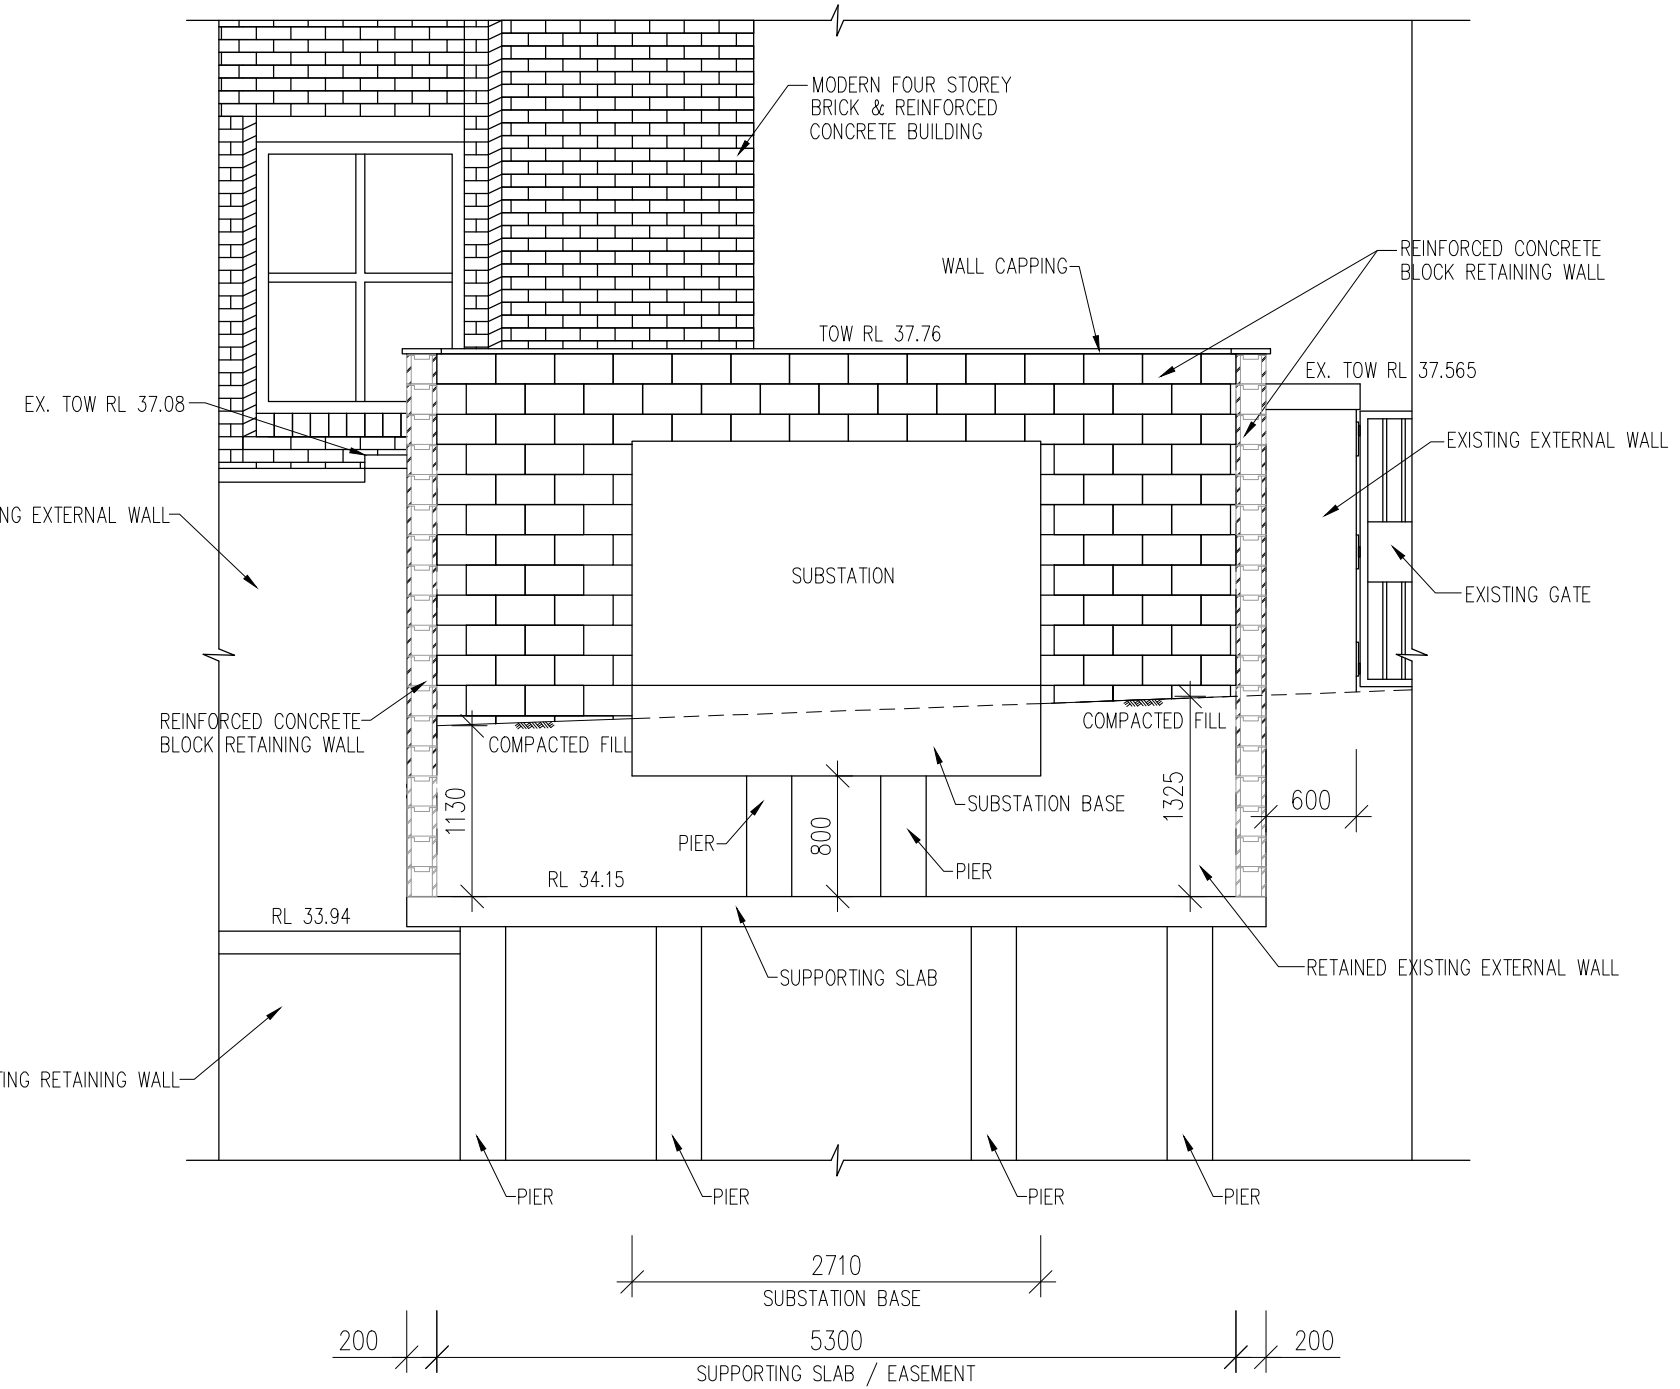 MODERN FOUR STOREY
BRICK & REINFORCED
CONCRETE BUILDING
REINFORCED CONCRETE
BLOCK RETAINING WALL
WALL CAPPING
TOW RL 37.76
EX. TOW RL 37.565
EX. TOW RL 37.08
EXISTING EXTERNAL WALL
NG EXTERNAL WALL
SUBSTATION
EXISTING GATE
REINFORCED CONCRETE
BLOCK RETAINING WALL
COMPACTED FILL
COMPACTED FILL
1130
800
1325
600
SUBSTATION BASE
PIER
PIER
RL 34.15
RL 33.94
RETAINED EXISTING EXTERNAL WALL
SUPPORTING SLAB
TING RETAINING WALL
PIER
PIER
PIER
PIER
2710
SUBSTATION BASE
200
5300
200
SUPPORTING SLAB / EASEMENT